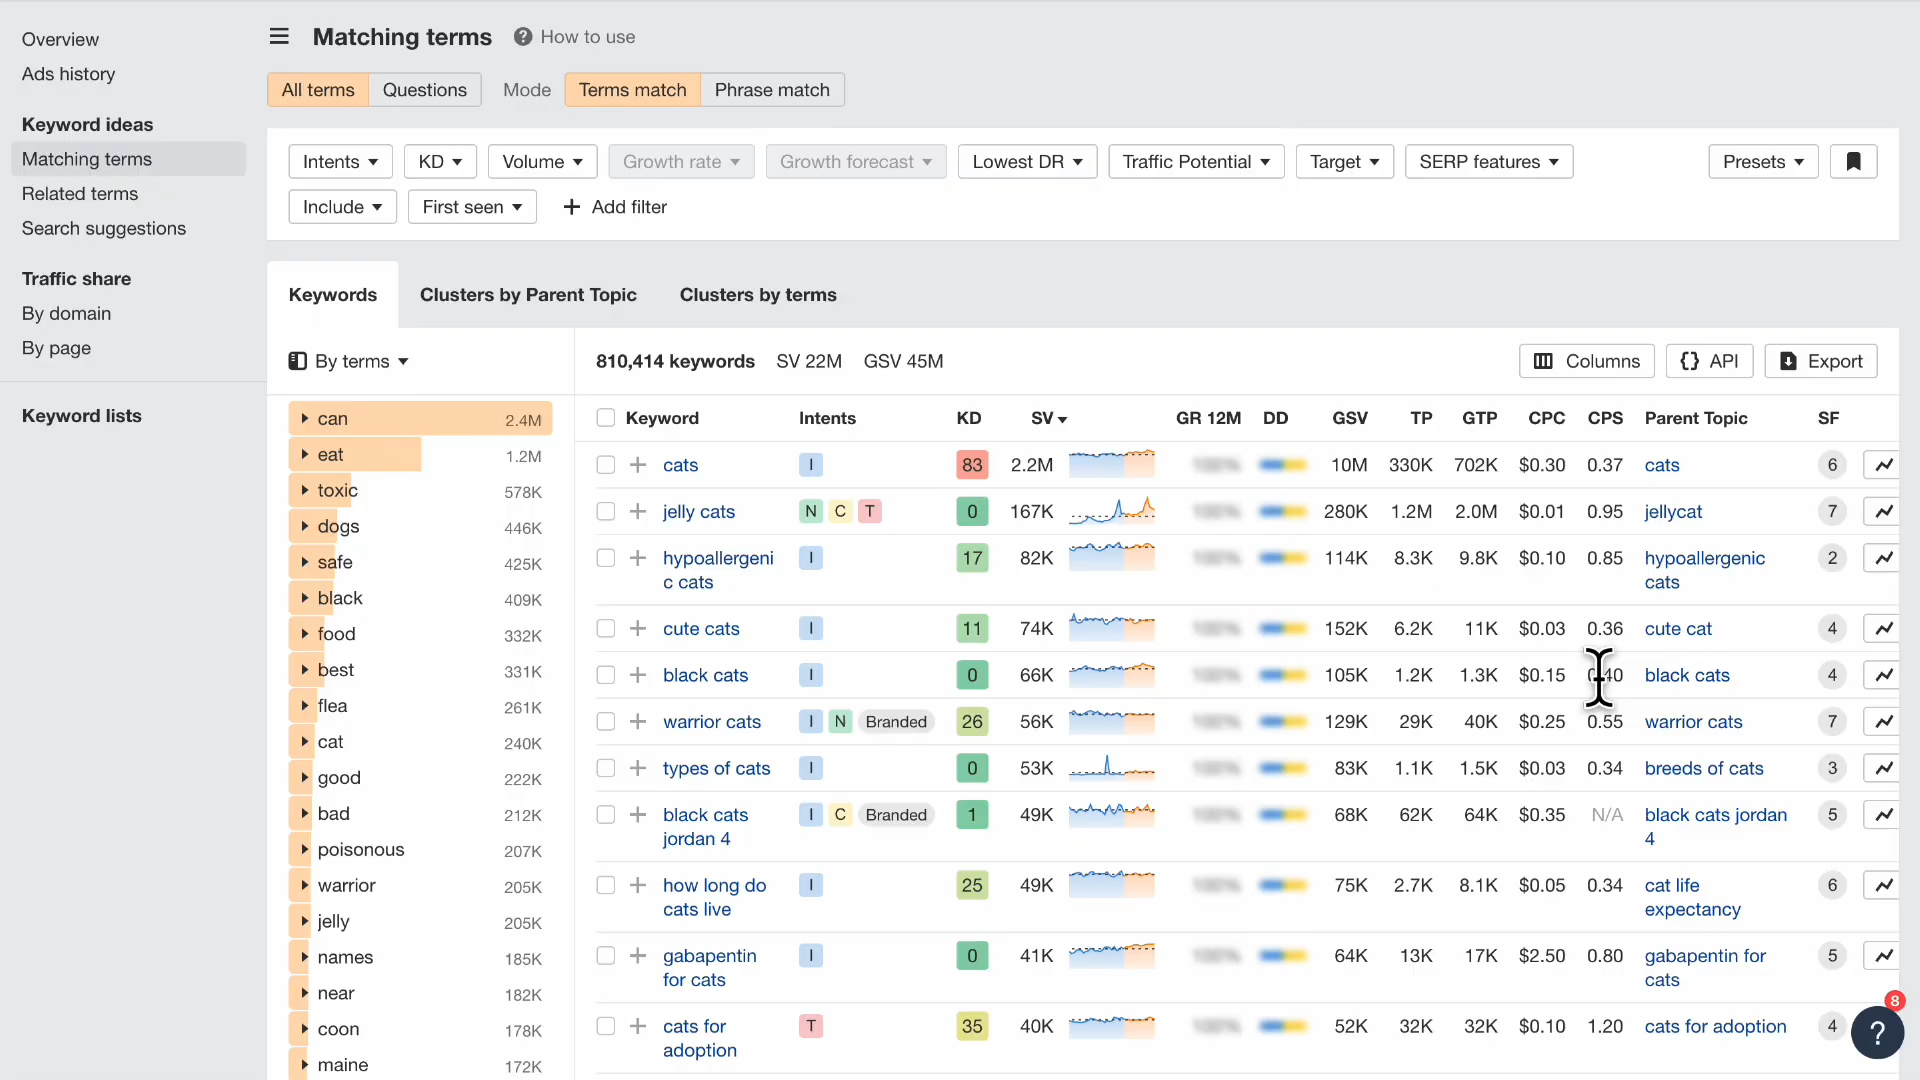 Overview
Ads history
Keyword ideas
Matching terms
Related terms
Search suggestions
Traffic share
By domain
By page
Keyword lists
Matching terms ? How to use
All terms Questions Mode Terms match Phrase match
Intents KD Volume Growth rate Growth forecast Lowest DR Traffic Potential Target SERP features Presets
Include First seen + Add filter
Keywords Clusters by Parent Topic Clusters by terms
By terms
can 2.4M
eat 1.2M
toxic 578K
dogs 446K
safe 425K
black 409K
food 332K
best 331K
flea 261K
cat 240K
good 222K
bad 212K
poisonous 207K
warrior 205K
jelly 205K
names 185K
near 182K
coon 178K
maine 172K
810,414 keywords SV 22M GSV 45M Columns {} API Export
Keyword Intents KD SV GR 12M DD GSV TP GTP CPC CPS Parent Topic SF
+ cats I 83 2.2M 10M 330K 702K $0.30 0.37 cats 6
+ jelly cats N C T 0 167K 280K 1.2M 2.0M $0.01 0.95 jellycat 7
+ hypoallergeni I 17 82K 114K 8.3K 9.8K $0.10 0.85 hypoallergenic 2
c cats cats
+ cute cats I 11 74K 152K 6.2K 11K $0.03 0.36 cute cat 4
+ black cats I 0 66K 105K 1.2K 1.3K $0.15 black cats 4
+ warrior cats I N Branded 26 56K 129K 29K 40K $0.25 0.55 warrior cats 7
+ types of cats I 0 53K 83K 1.1K 1.5K $0.03 0.34 breeds of cats 3
+ black cats I C Branded 1 49K 68K 62K 64K $0.35 N/A black cats jordan 5
jordan 4 4
+ how long do I 25 49K 75K 2.7K 8.1K $0.05 0.34 cat life 6
cats live expectancy
+ gabapentin I 0 41K 64K 13K 17K $2.50 0.80 gabapentin for 5
for cats cats
+ cats for T 35 40K 52K 32K 32K $0.10 1.20 cats for adoption 4
adoption
8
?